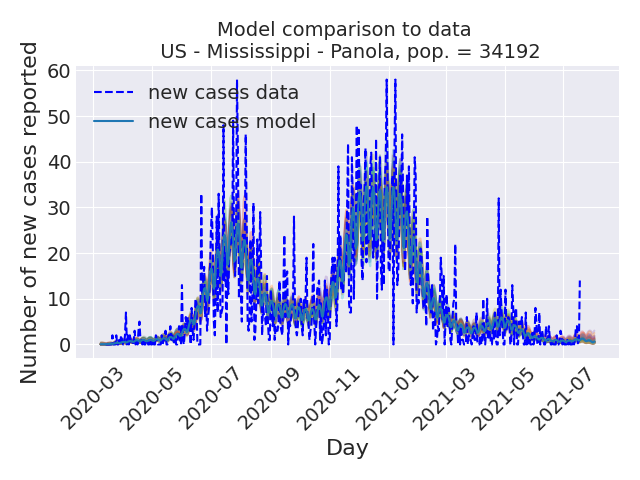 Model comparison to data
US - Mississippi - Panola, pop. = 34192
Number of new cases reported
60
50
40
30
20
10
0
new cases data
new cases model
2020-03
2020-05
2020-07
2020-09
2020-11
2021-01
2021-03
2021-05
2021-07
Day